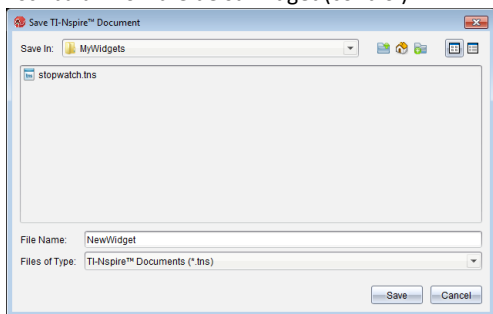 Save TI-Nspire™ Document
Save In: MyWidgets
stopwatch.tns
File Name: NewWidget
Files of Type: TI-Nspire™ Documents (*.tns)
Save Cancel